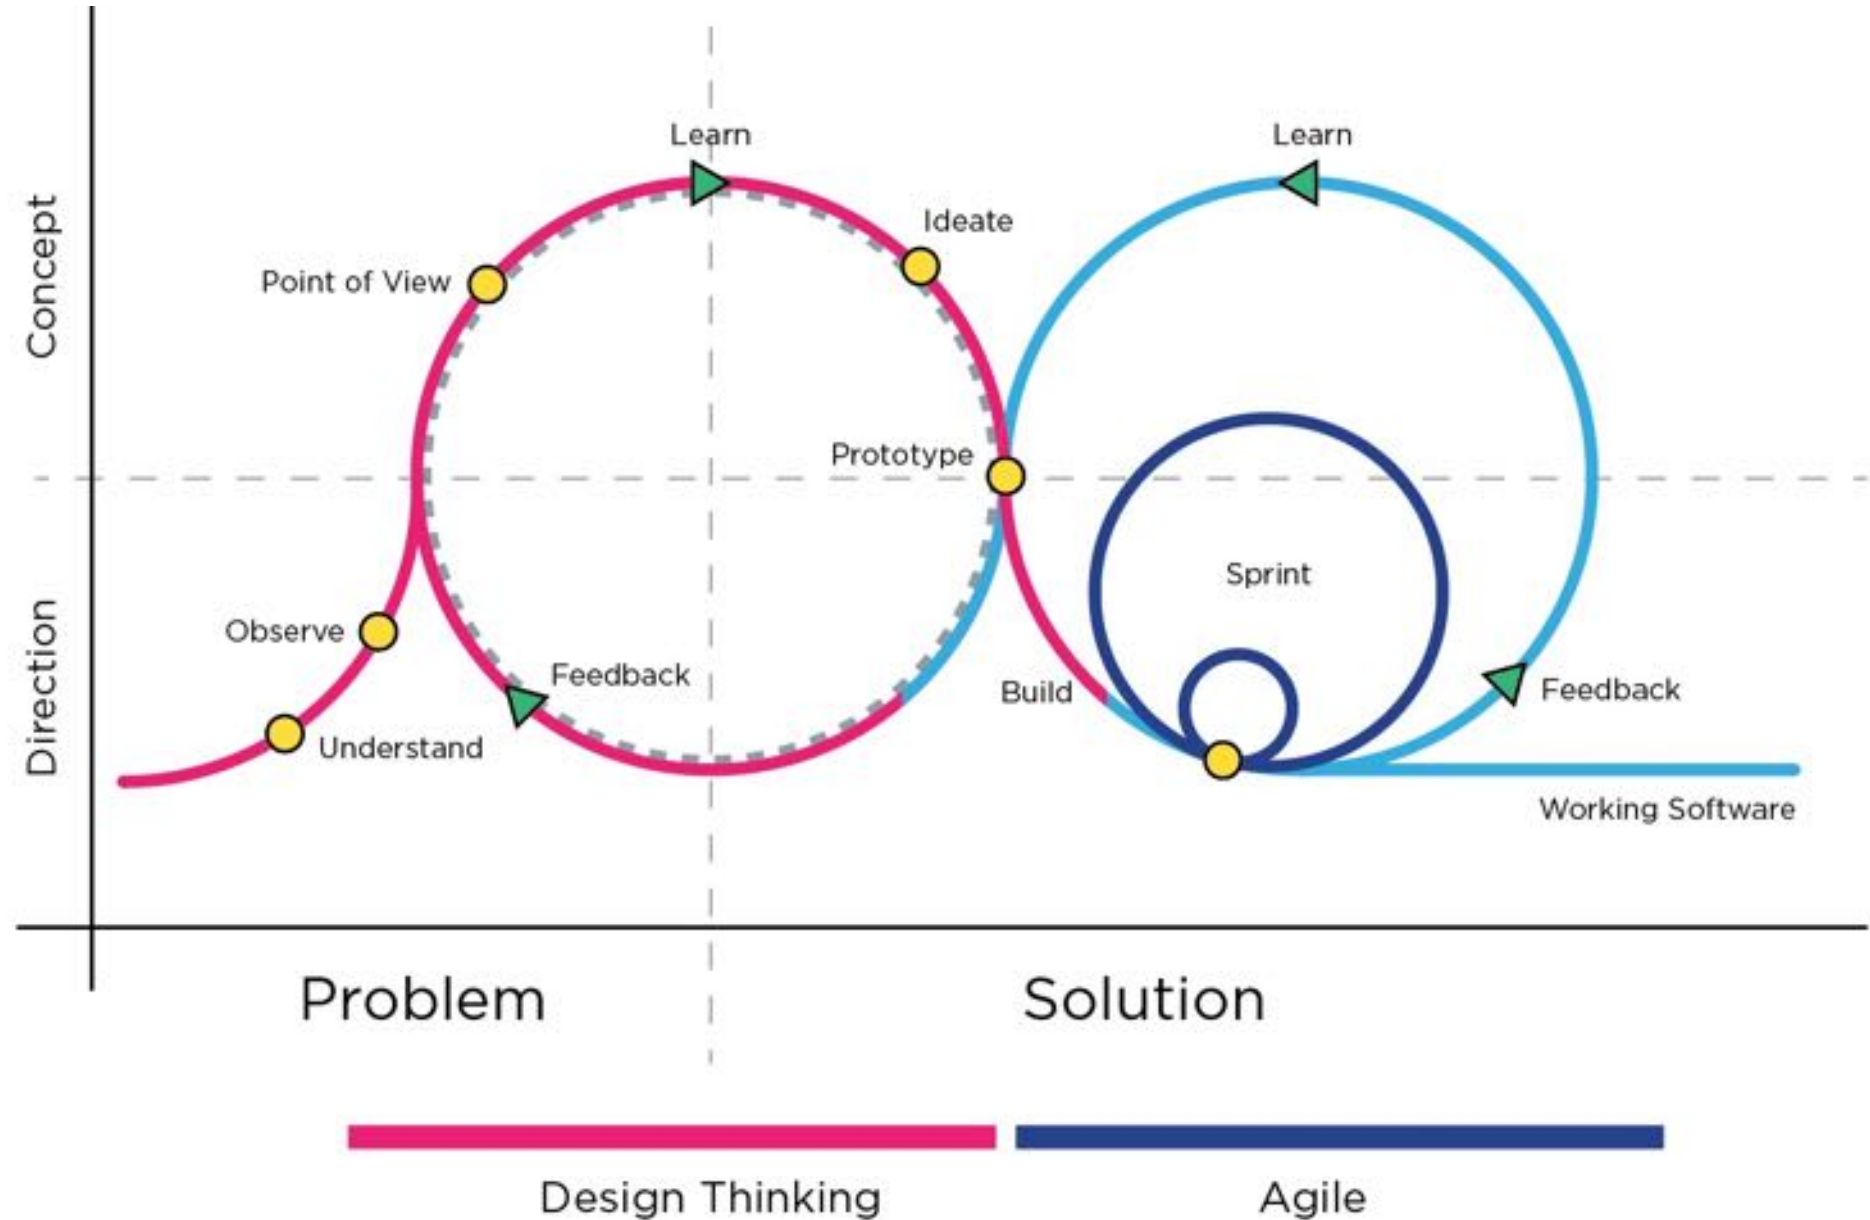 Learn
Learn
Ideate
Concept
Point of View
Prototype
Sprint
Direction
Observe
Feedback
Build
Feedback
Understand
Working Software
Problem
Solution
Design Thinking
Agile